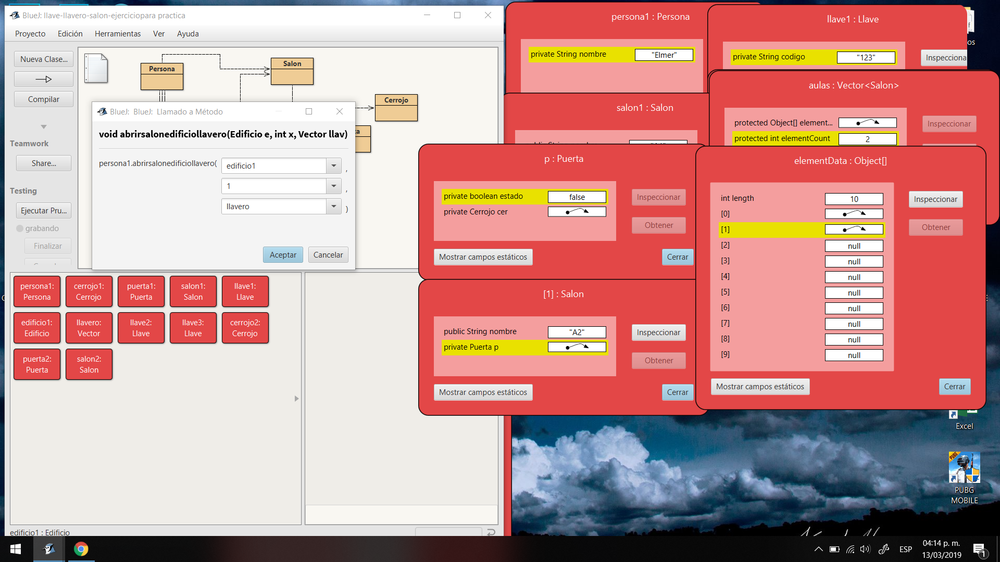 BlueJ: llave-llavero-salon-ejerciciopara practica
Proyecto Edición Herramientas Ver Ayuda
Nueva Clase...
Compilar
Teamwork
Share...
Testing
Ejecutar Pru...
grabando
Finalizar
Persona
Salon
Cerrojo
BlueJ: BlueJ: Llamado a Método
void abrirsalonedificiollavero(Edificio e, int x, Vector llav)
persona1.abrirsalonedificiollavero( edificio1 ,
1 ,
llavero )
Aceptar Cancelar
persona1:
Persona
cerrojo1:
Cerrojo
puerta1:
Puerta
salon1:
Salon
llave1:
Llave
edificio1:
Edificio
llavero:
Vector
llave2:
Llave
llave3:
Llave
cerrojo2:
Cerrojo
puerta2:
Puerta
salon2:
Salon
edificio1 : Edificio
persona1 : Persona
private String nombre "Elmer"
llave1 : Llave
private String codigo "123"
Inspecciona
salon1 : Salon
aulas : Vector<Salon>
protected Object[] element...
protected int elementCount 2
Inspeccionar
p : Puerta
private boolean estado false
private Cerrojo cer
Inspeccionar
Obtener
Mostrar campos estáticos
Cerrar
[1] : Salon
public String nombre "A2"
private Puerta p
Inspeccionar
Obtener
Mostrar campos estáticos
Cerrar
elementData : Object[]
int length 10
[0]
[1]
[2] null
[3] null
[4] null
[5] null
[6] null
[7] null
[8] null
[9] null
Inspeccionar
Obtener
Mostrar campos estáticos
Cerrar
os
Excel
PUBG
PUBG
MOBILE
ESP
04:14 p. m.
13/03/2019
1